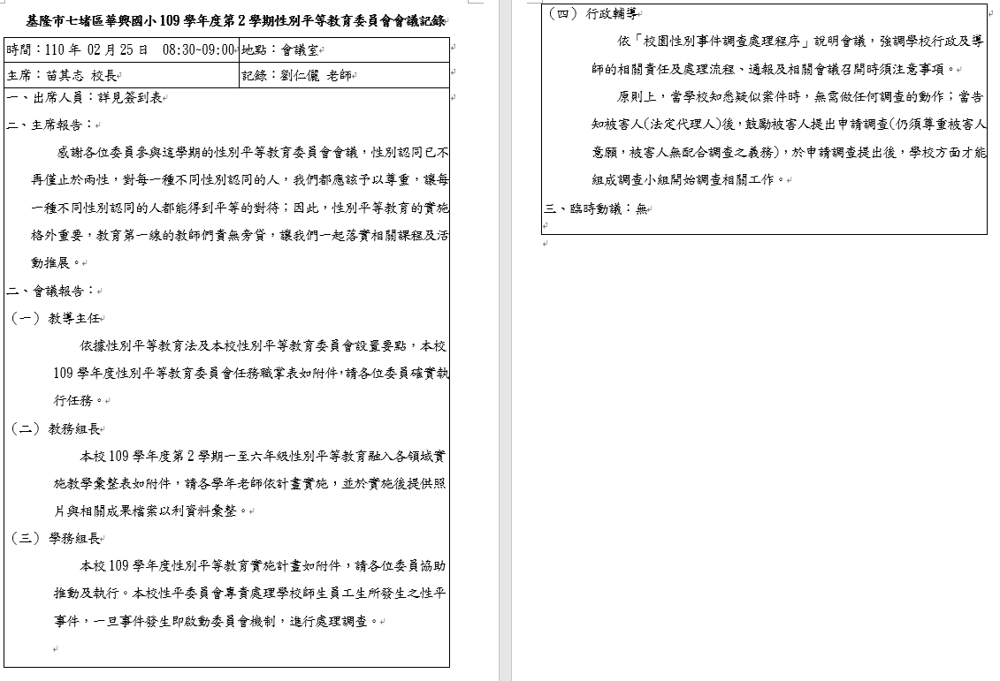 基隆市七堵區華興國小 109 學年度第 2 學期性別平等教育委員會會議記錄
時間：110 年 02 月 25 日 08:30~09:00 地點：會議室
主席：苗其志 校長 記錄：劉仁儷 老師
一、出席人員：詳見簽到表
二、主席報告：
感謝各位委員參與這學期的性別平等教育委員會會議，性別認同已不
再僅止於兩性，對每一種不同性別認同的人，我們都應該予以尊重，讓每
一種不同性別認同的人都能得到平等的對待；因此，性別平等教育的實施
格外重要，教育第一線的教師們責無旁貸，讓我們一起落實相關課程及活
動推展。
二、會議報告：
（一） 教導主任
依據性別平等教育法及本校性別平等教育委員會設置要點，本校
109 學年度性別平等教育委員會任務職掌表如附件，請各位委員確實執
行任務。
（二） 教務組長
本校 109 學年度第 2 學期一至六年級性別平等教育融入各領域實
施教學彙整表如附件，請各學年老師依計畫實施，並於實施後提供照
片與相關成果檔案以利資料彙整。
（三） 學務組長
本校 109 學年度性別平等教育實施計畫如附件，請各位委員協助
推動及執行。本校性平委員會專責處理學校師生員工生所發生之性平
事件，一旦事件發生即啟動委員會機制，進行處理調查。
（四） 行政輔導
依「校園性別事件調查處理程序」說明會議，強調學校行政及導
師的相關責任及處理流程、通報及相關會議召開時須注意事項。
原則上，當學校知悉疑似案件時，無需做任何調查的動作；當告
知被害人(法定代理人)後，鼓勵被害人提出申請調查(仍須尊重被害人
意願，被害人無配合調查之義務)，於申請調查提出後，學校方面才能
組成調查小組開始調查相關工作。
三、臨時動議：無